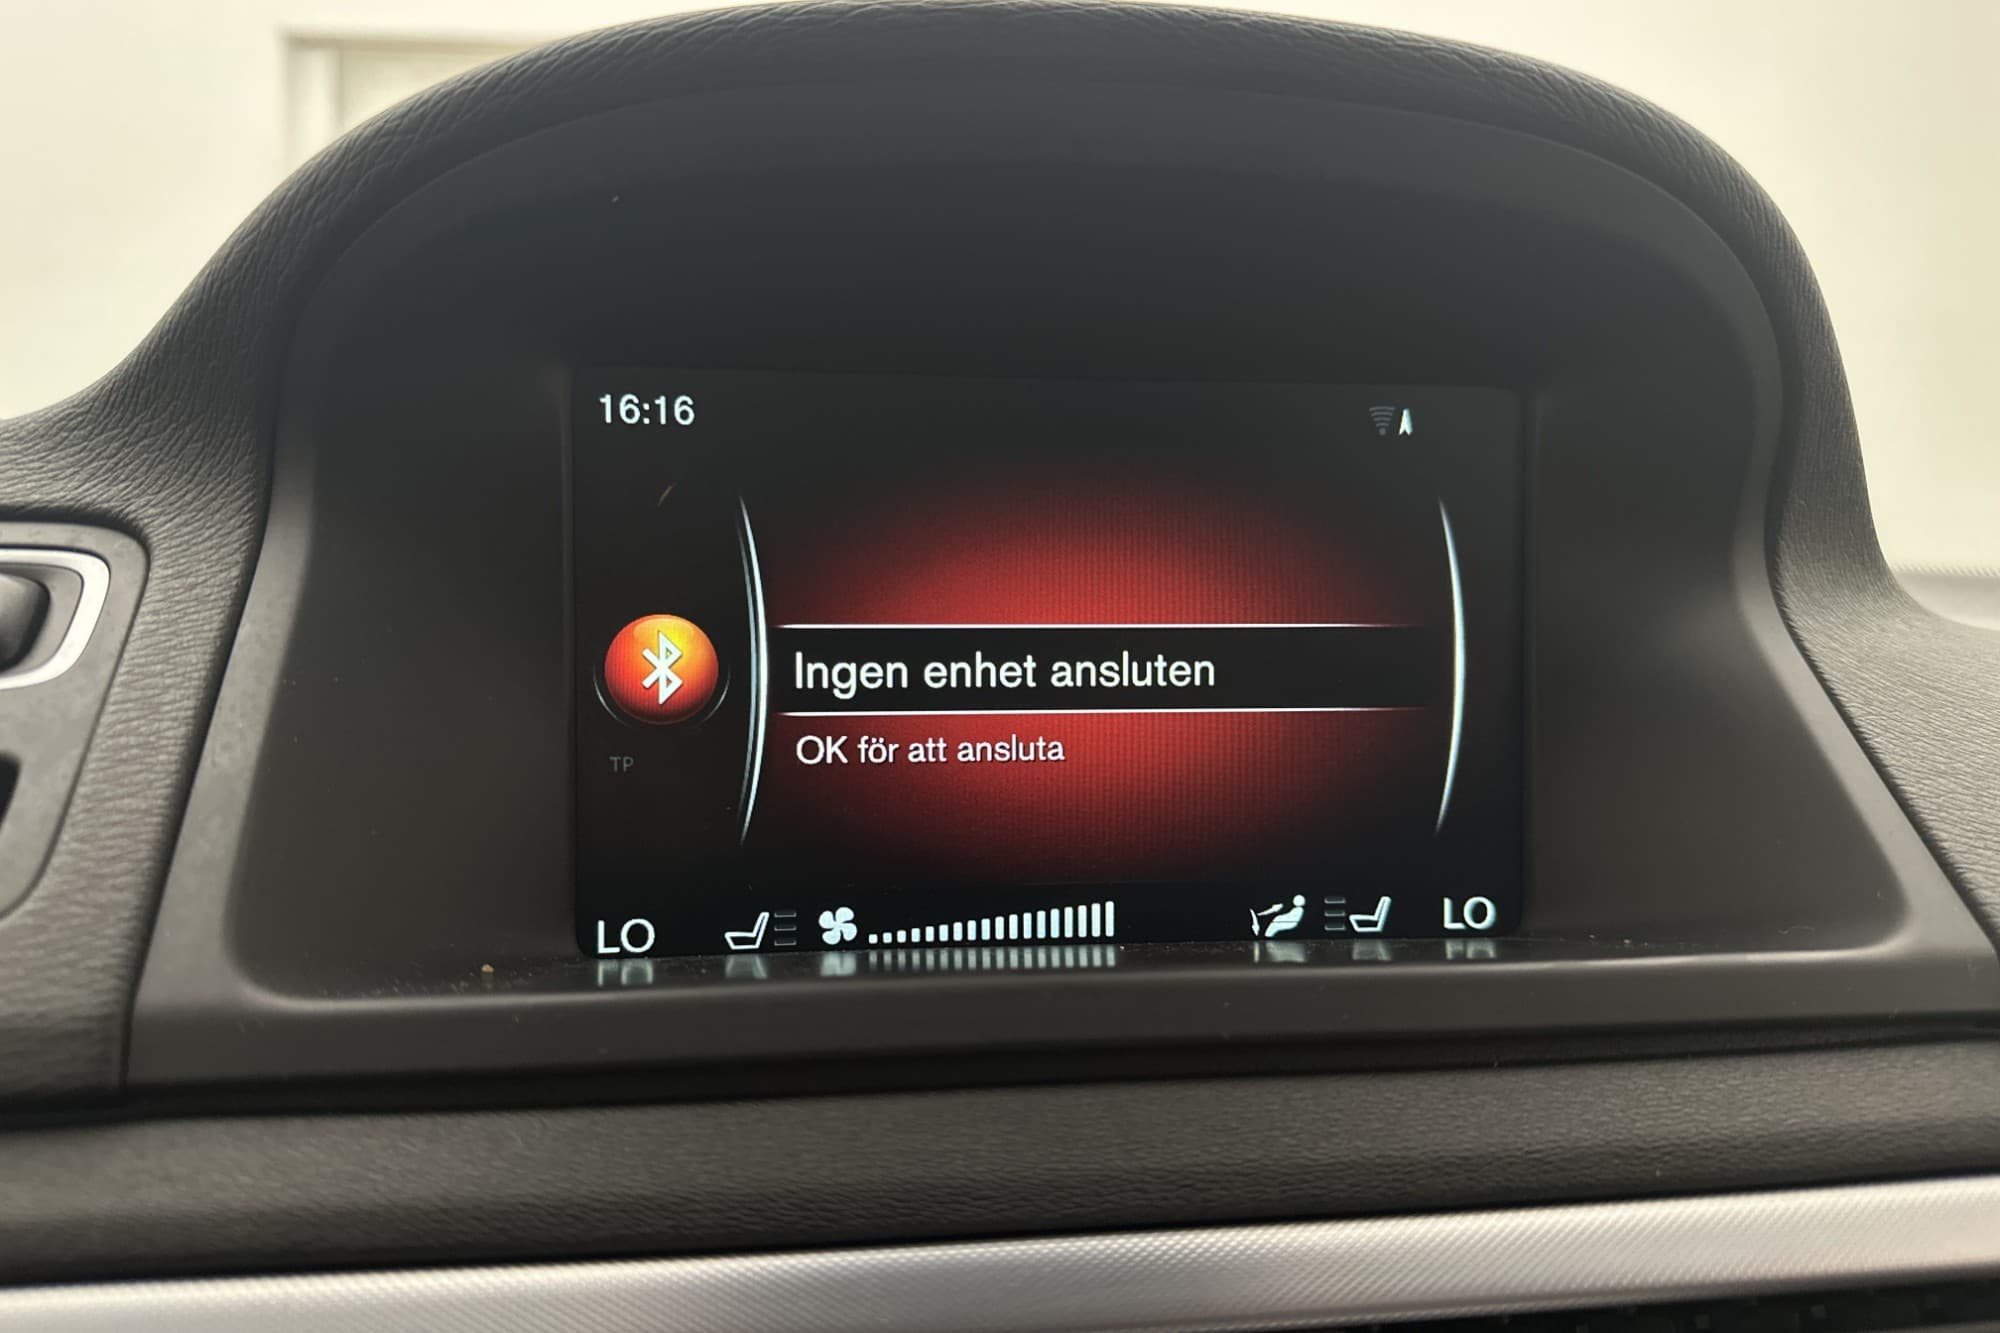 16:16
Ingen enhet ansluten
OK för att ansluta
TP
LO LO